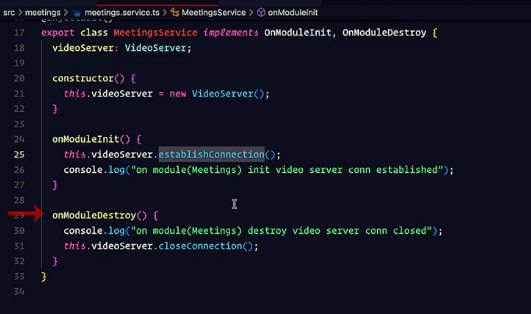 src > meetings > meetings.service.ts > MeetingsService > onModuleInit
17 export class MeetingsService implements OnModuleInit, OnModuleDestroy {
18 videoServer: VideoServer;
19
20 constructor() {
21 this.videoServer = new VideoServer();
22 }
23
24 onModuleInit() {
25 this.videoServer.establishConnection();
26 console.log("on module(Meetings) init video server conn established");
27 }
28
29 onModuleDestroy() {
30 console.log("on module(Meetings) destroy video server conn closed");
31 this.videoServer.closeConnection();
32 }
33 }
34